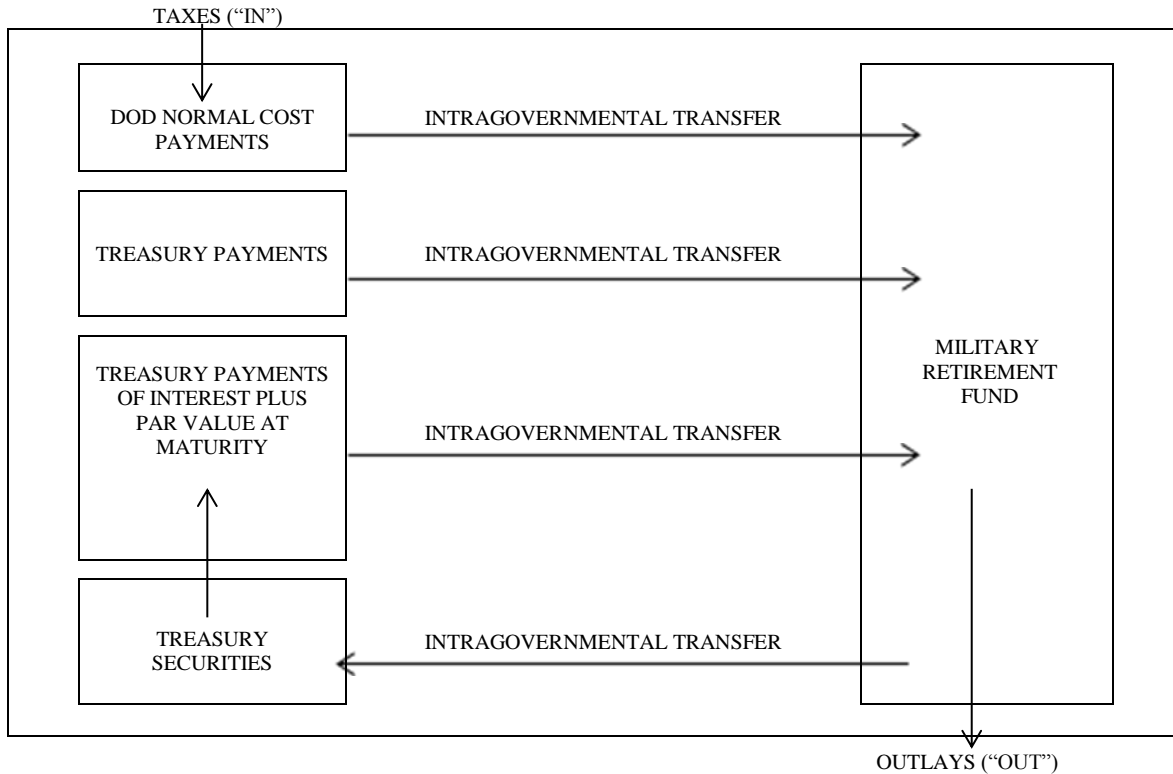 TAXES (“IN”)
DOD NORMAL COST
PAYMENTS
INTRAGOVERNMENTAL TRANSFER
TREASURY PAYMENTS
INTRAGOVERNMENTAL TRANSFER
TREASURY PAYMENTS
OF INTEREST PLUS
PAR VALUE AT
MATURITY
INTRAGOVERNMENTAL TRANSFER
MILITARY
RETIREMENT
FUND
TREASURY
SECURITIES
INTRAGOVERNMENTAL TRANSFER
OUTLAYS (“OUT”)